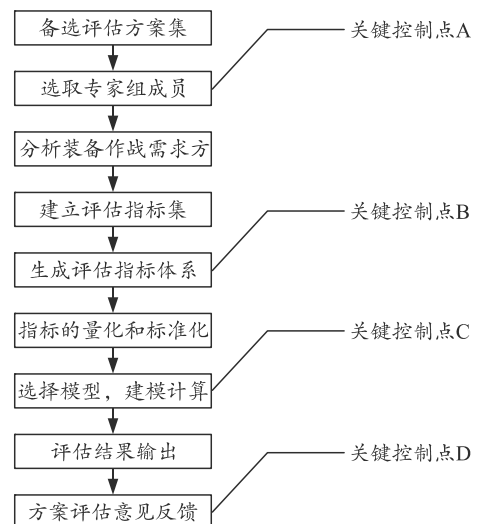 备选评估方案集
关键控制点A
选取专家组成员
分析装备作战需求方
建立评估指标集
关键控制点B
生成评估指标体系
指标的量化和标准化
关键控制点C
选择模型，建模计算
评估结果输出
关键控制点D
方案评估意见反馈